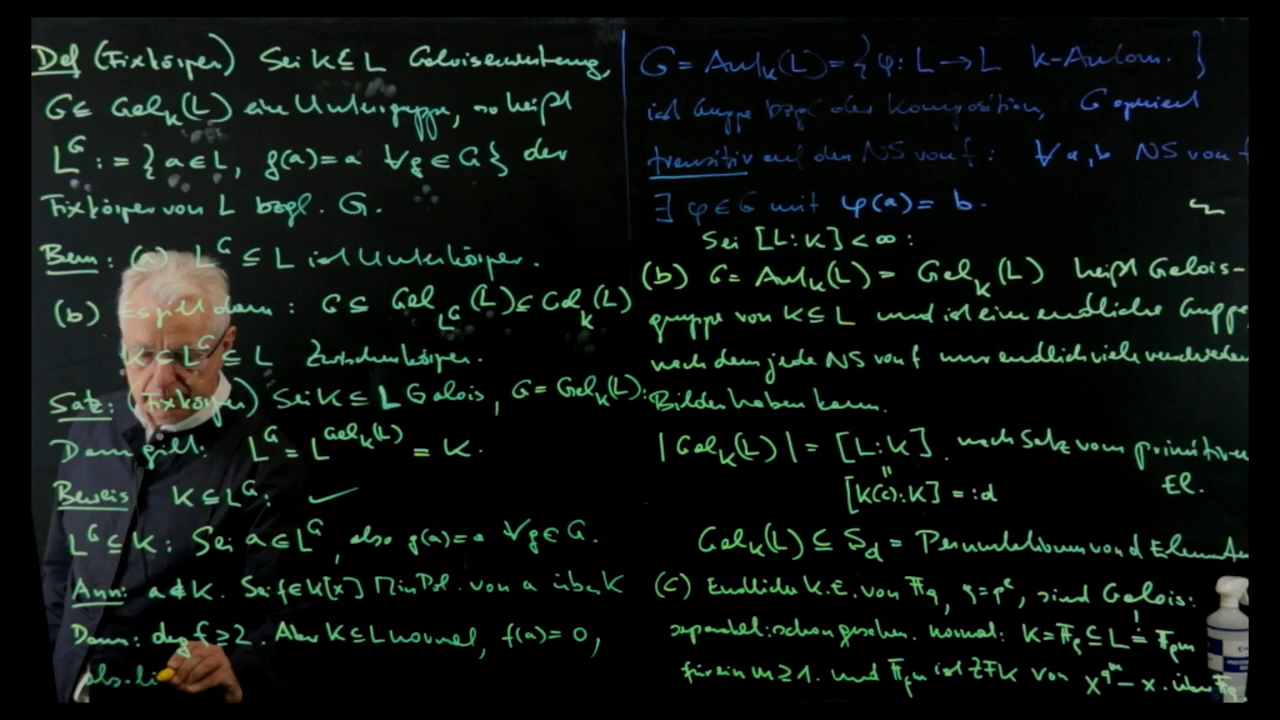 Def (Fixkörper) Sei K ⊆ L Galoiserweiterung,
G ⊆ Gal_K(L) eine Untergruppe, so heißt
L^G := { a ∈ L, g(a) = a ∀ g ∈ G } der
Fixkörper von L bzgl. G.
Bem: (a) L^G ⊆ L ist Unterkörper.
(b) Es gilt dann: G ⊆ Gal_{L^G}(L) ⊆ Gal_K(L)
K ⊆ L^G ⊆ L Zwischenkörper.
Satz: (Fixkörper) Sei K ⊆ L Galois, G = Gal_K(L):
Dann gilt: L^G = L^{Gal_K(L)} = K.
Beweis K ⊆ L^G: ✓
L^G ⊆ K: Sei a ∈ L^G, also g(a) = a ∀ g ∈ G.
Ann: a ∉ K. Sei f ∈ K[x] MinPol. von a über K
Dann: deg f ≥ 2. Aber K ⊆ L normal, f(a) = 0,
G = Aut_K(L) = { φ: L → L K-Autom. }
ist Gruppe bzgl der Komposition, G operiert
transitiv auf den NS von f: ∀ a, b NS von f
∃ φ ∈ G mit φ(a) = b.
Sei [L:K] < ∞:
(b) G = Aut_K(L) = Gal_K(L) heißt Galois-
gruppe von K ⊆ L und ist eine endliche Gruppe
nach dem jede NS von f nur endlich viele verschieden
Bilder haben kann.
|Gal_K(L)| = [L:K]. nach Satz vom primitiven
El.
"
[K(c):K] =: d
Gal_K(L) ⊆ S_d = Permutationen von d Elementen
(C) Endliche K.E. von 𝔽_q, q = p^e, sind Galois:
separabel: schon gesehen. normal: K = 𝔽_q ⊆ L = 𝔽_{q^m}
für ein m ≥ 1. und 𝔽_{q^m} ist ZFK von x^{q^m} − x. über 𝔽_q